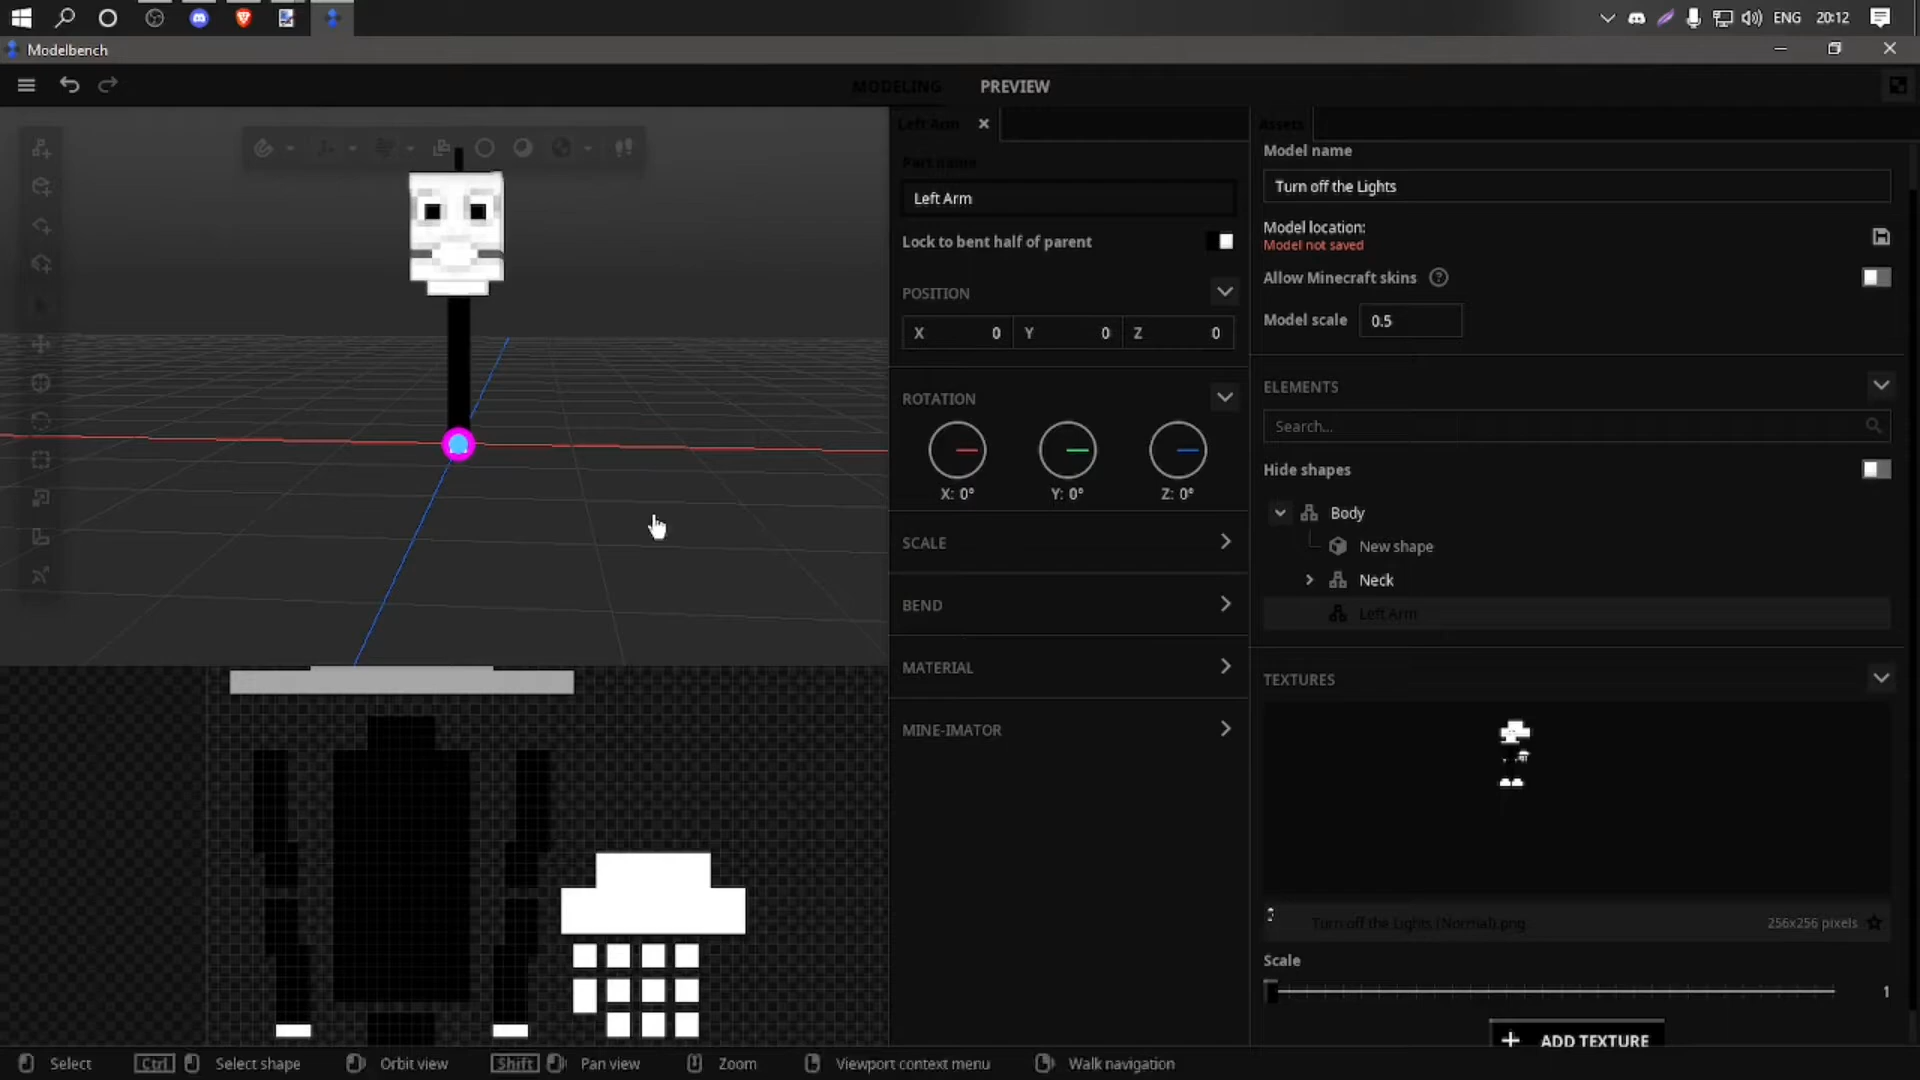 ENG 20:12
Modelbench
MODELING PREVIEW
Left Arm
Part name
Left Arm
Lock to bent half of parent
POSITION
X 0 Y 0 Z 0
ROTATION
X: 0° Y: 0° Z: 0°
SCALE
BEND
MATERIAL
MINE-IMATOR
Assets
Model name
Turn off the Lights
Model location:
Model not saved
Allow Minecraft skins ?
Model scale 0.5
ELEMENTS
Search...
Hide shapes
Body
New shape
Neck
Left Arm
TEXTURES
Turn off the Lights (Normal).png 256x256 pixels
Scale
1
+ ADD TEXTURE
Select Ctrl Select shape Orbit view Shift Pan view Zoom Viewport context menu Walk navigation